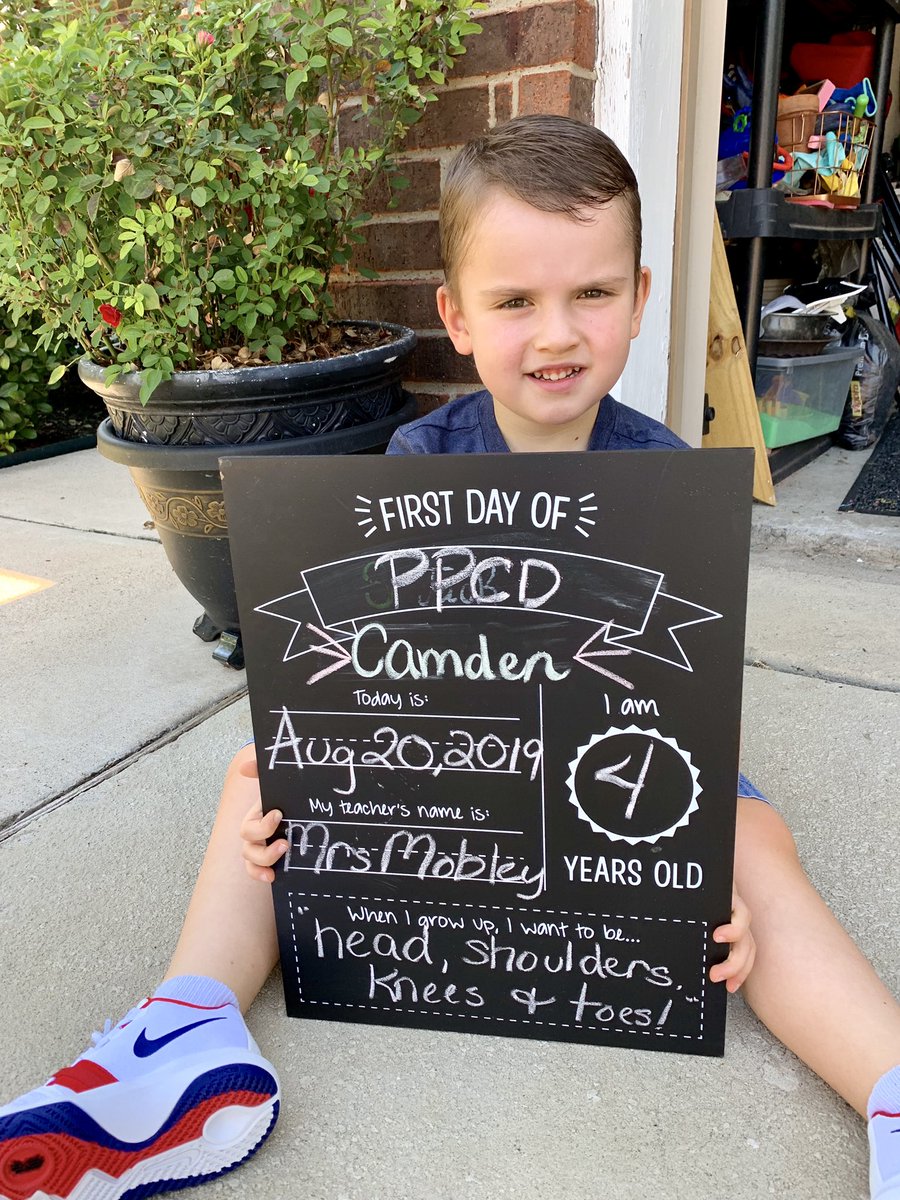 FIRST DAY OF
PPCD
Camden
Today is:
Aug 20, 2019
My teacher's name is:
Mrs Mobley
I am
4
YEARS OLD
When I grow up, I want to be...
"head, shoulders,
knees & toes!"